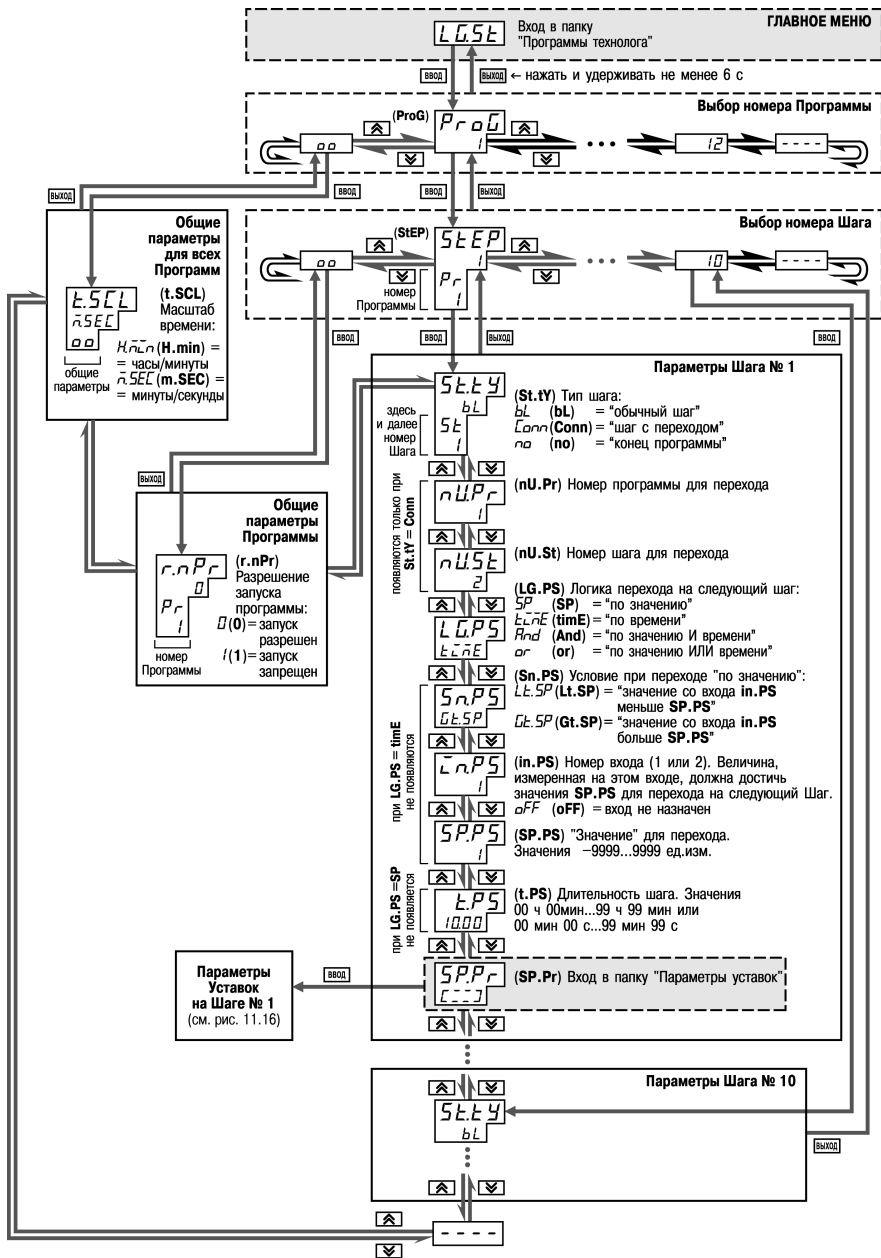 ГЛАВНОЕ МЕНЮ
LG.St
Вход в папку
"Программы технолога"
ввод
выход ← нажать и удерживать не менее 6 с
Выбор номера Программы
(ProG)
ProG
1
oo
• • •
12
- - - -
выход
ввод
ввод
выход
Выбор номера Шага
(StEP)
StEP
1
Pr
1
номер
Программы
oo
• • •
10
- - - -
ввод
ввод
выход
ввод
Общие
параметры
для всех
Программ
t.SCL
m.SEC
oo
общие
параметры
(t.SCL)
Масштаб
времени:
H.min (H.min) =
= часы/минуты
m.SEC (m.SEC) =
= минуты/секунды
выход
Общие
параметры
Программы
r.nPr
0
Pr
1
номер
Программы
(r.nPr)
Разрешение
запуска
программы:
0 (0) = запуск
разрешен
1 (1) = запуск
запрещен
Параметры Шага № 1
St.tY
bL
St
1
здесь
и далее
номер
Шага
(St.tY) Тип шага:
bL (bL) = “обычный шаг”
Conn (Conn) = “шаг с переходом”
no (no) = “конец программы”
появляются только при
St.tY = Conn
nU.Pr
1
(nU.Pr) Номер программы для перехода
nU.St
2
(nU.St) Номер шага для перехода
LG.PS
timE
(LG.PS) Логика перехода на следующий шаг:
SP (SP) = “по значению”
timE (timE) = “по времени”
And (And) = “по значению И времени”
or (or) = “по значению ИЛИ времени”
при LG.PS = timE
не появляются
Sn.PS
Gt.SP
(Sn.PS) Условие при переходе "по значению":
Lt.SP (Lt.SP) = “значение со входа in.PS
меньше SP.PS”
Gt.SP (Gt.SP) = “значение со входа in.PS
больше SP.PS”
in.PS
1
(in.PS) Номер входа (1 или 2). Величина,
измеренная на этом входе, должна достичь
значения SP.PS для перехода на следующий Шаг.
oFF (oFF) = вход не назначен
SP.PS
1
(SP.PS) "Значение" для перехода.
Значения −9999...9999 ед.изм.
при LG.PS =SP
не появляется
t.PS
10.00
(t.PS) Длительность шага. Значения
00 ч 00мин...99 ч 99 мин или
00 мин 00 с...99 мин 99 с
SP.Pr
[---]
(SP.Pr) Вход в папку "Параметры уставок"
ввод
Параметры
Уставок
на Шаге № 1
(см. рис. 11.16)
Параметры Шага № 10
St.tY
bL
выход
- - - -